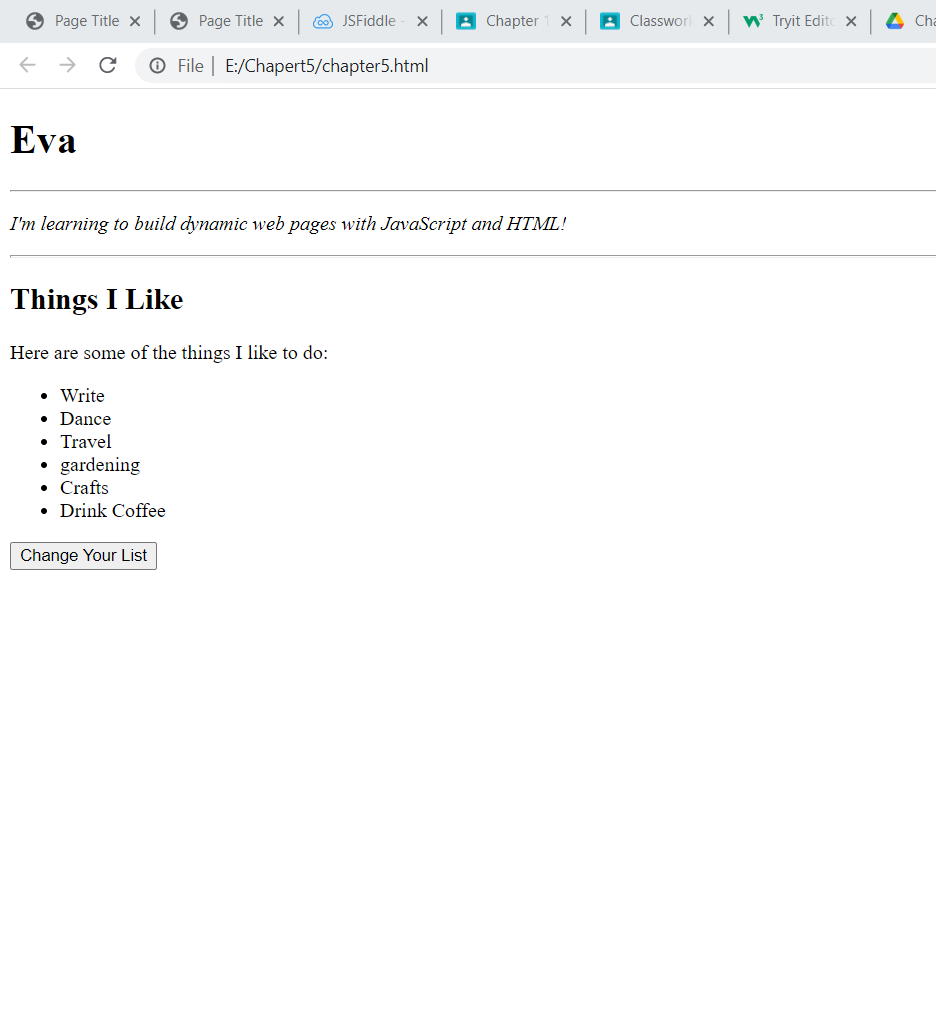 Page Title
Page Title
JSFiddle -
Chapter 1
Classwork
Tryit Edito
Cha
File | E:/Chapert5/chapter5.html
Eva
I'm learning to build dynamic web pages with JavaScript and HTML!
Things I Like
Here are some of the things I like to do:
• Write
• Dance
• Travel
• gardening
• Crafts
• Drink Coffee
Change Your List